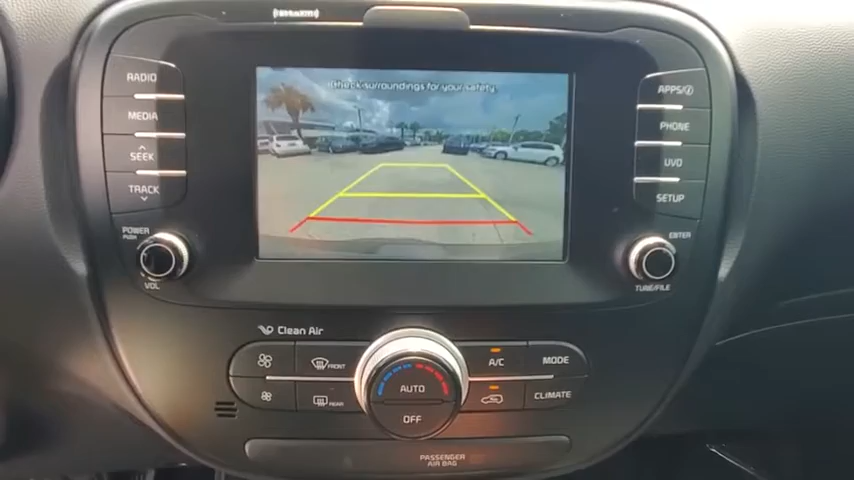 ((SiriusXM))
Check surroundings for your safety
RADIO
MEDIA
SEEK
TRACK
POWER
PUSH
VOL
APPS/i
PHONE
UVO
SETUP
ENTER
TUNE/FILE
Clean Air
FRONT
REAR
AUTO
OFF
A/C
MODE
CLIMATE
PASSENGER
AIR BAG